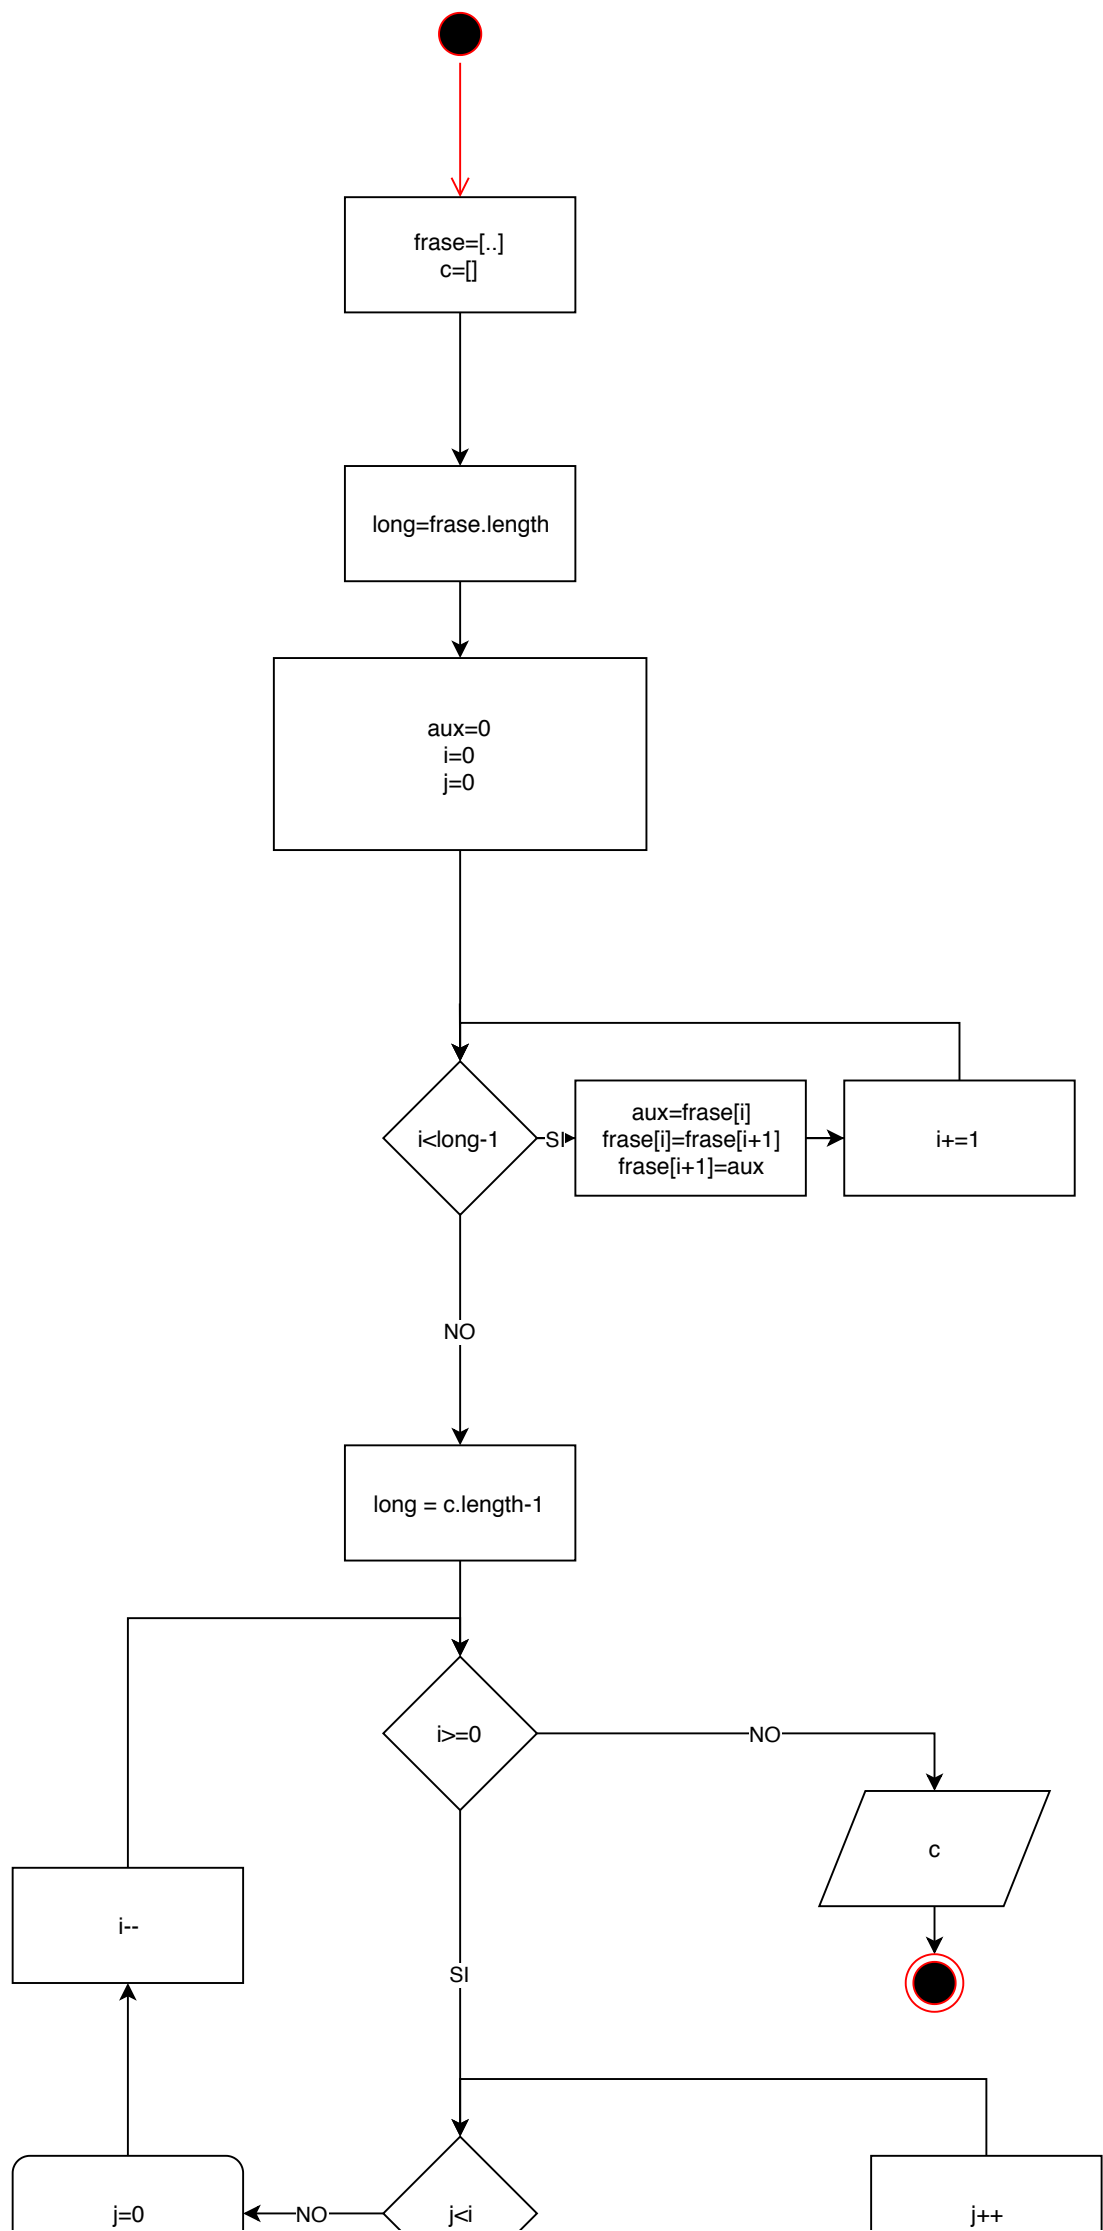 frase=[..]
c=[]
long=frase.length
aux=0
i=0
j=0
i<long-1
SI
aux=frase[i]
frase[i]=frase[i+1]
frase[i+1]=aux
i+=1
NO
long = c.length-1
i>=0
NO
c
i--
SI
j=0
NO
j<i
j++